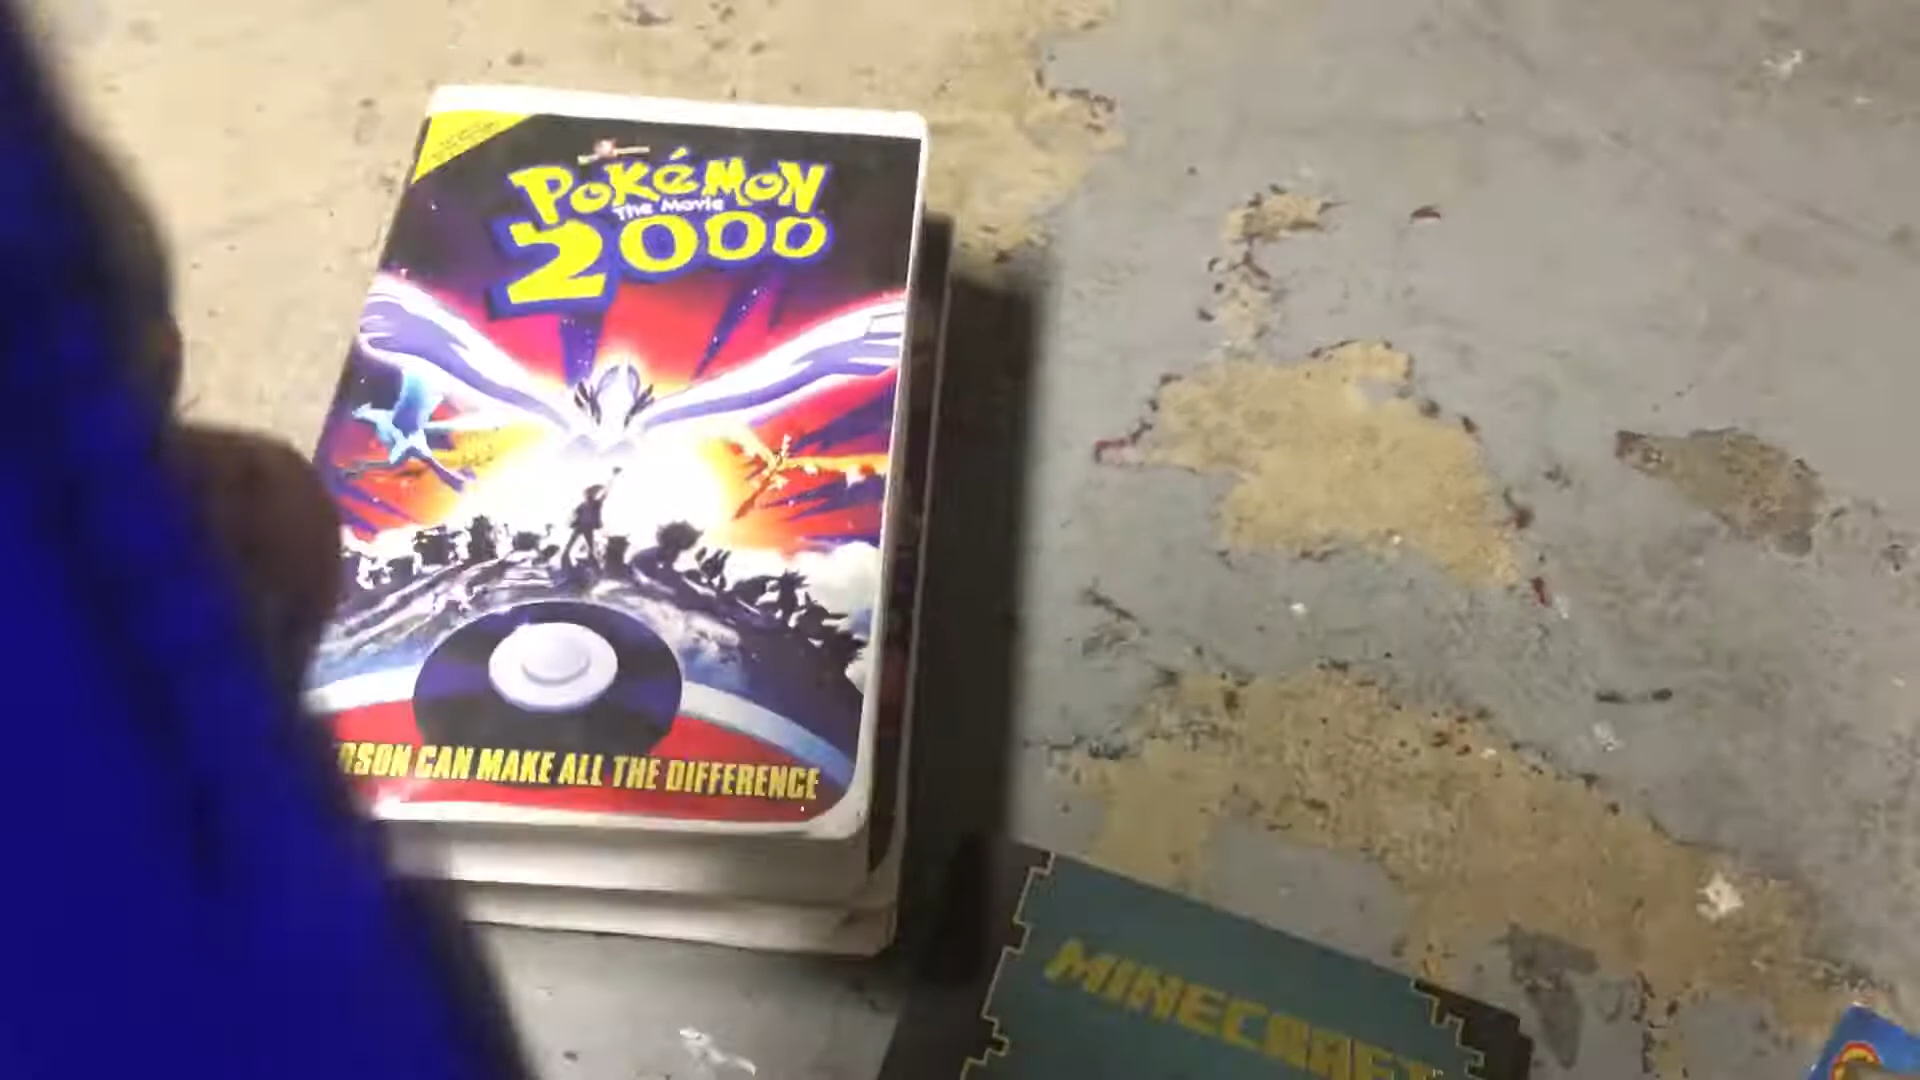 POKéMON
The Movie
2000
RSON CAN MAKE ALL THE DIFFERENCE
MINECRAFT